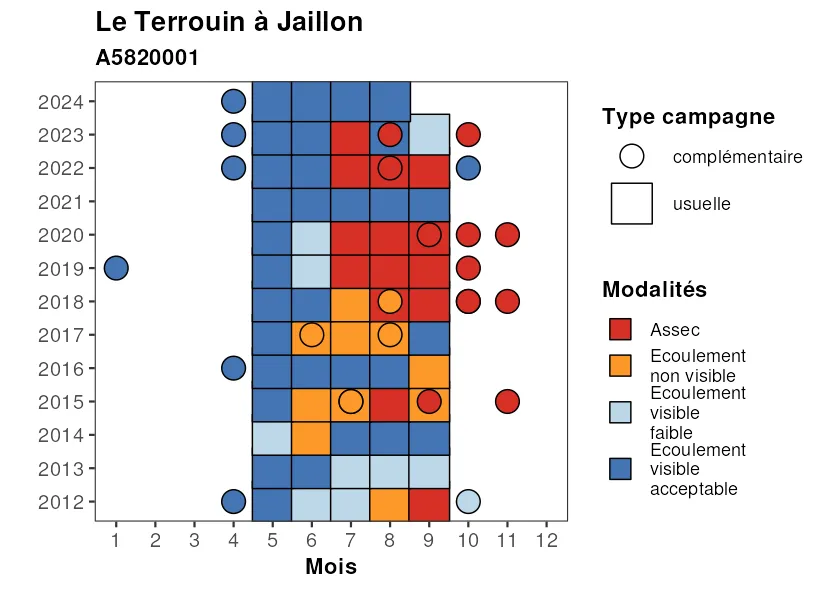 Le Terrouin à Jaillon
A5820001
2024
2023
2022
2021
2020
2019
2018
2017
2016
2015
2014
2013
2012
1 2 3 4 5 6 7 8 9 10 11 12
Mois
Type campagne
complémentaire
usuelle
Modalités
Assec
Ecoulement
non visible
Ecoulement
visible
faible
Ecoulement
visible
acceptable